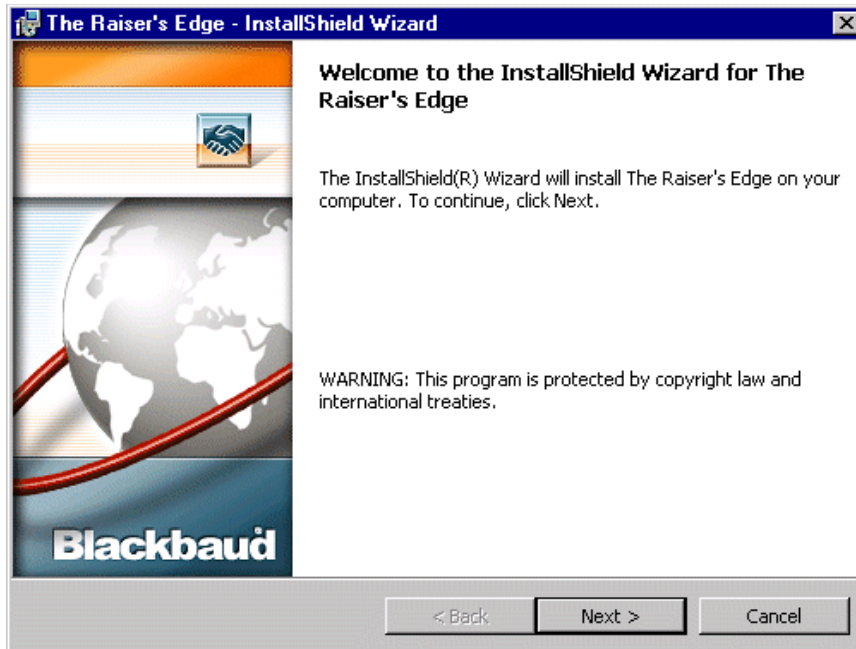 The Raiser's Edge - InstallShield Wizard
Welcome to the InstallShield Wizard for The
Raiser's Edge
The InstallShield(R) Wizard will install The Raiser's Edge on your
computer. To continue, click Next.
WARNING: This program is protected by copyright law and
international treaties.
Blackbaud
< Back
Next >
Cancel